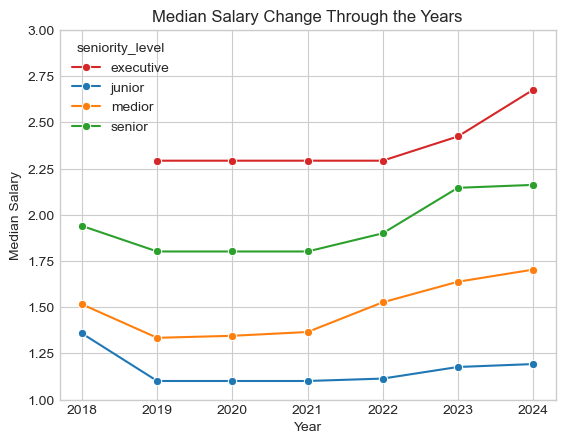 Median Salary Change Through the Years
3.00
2.75
2.50
2.25
2.00
1.75
1.50
1.25
1.00
Median Salary
seniority_level
executive
junior
medior
senior
2018 2019 2020 2021 2022 2023 2024
Year